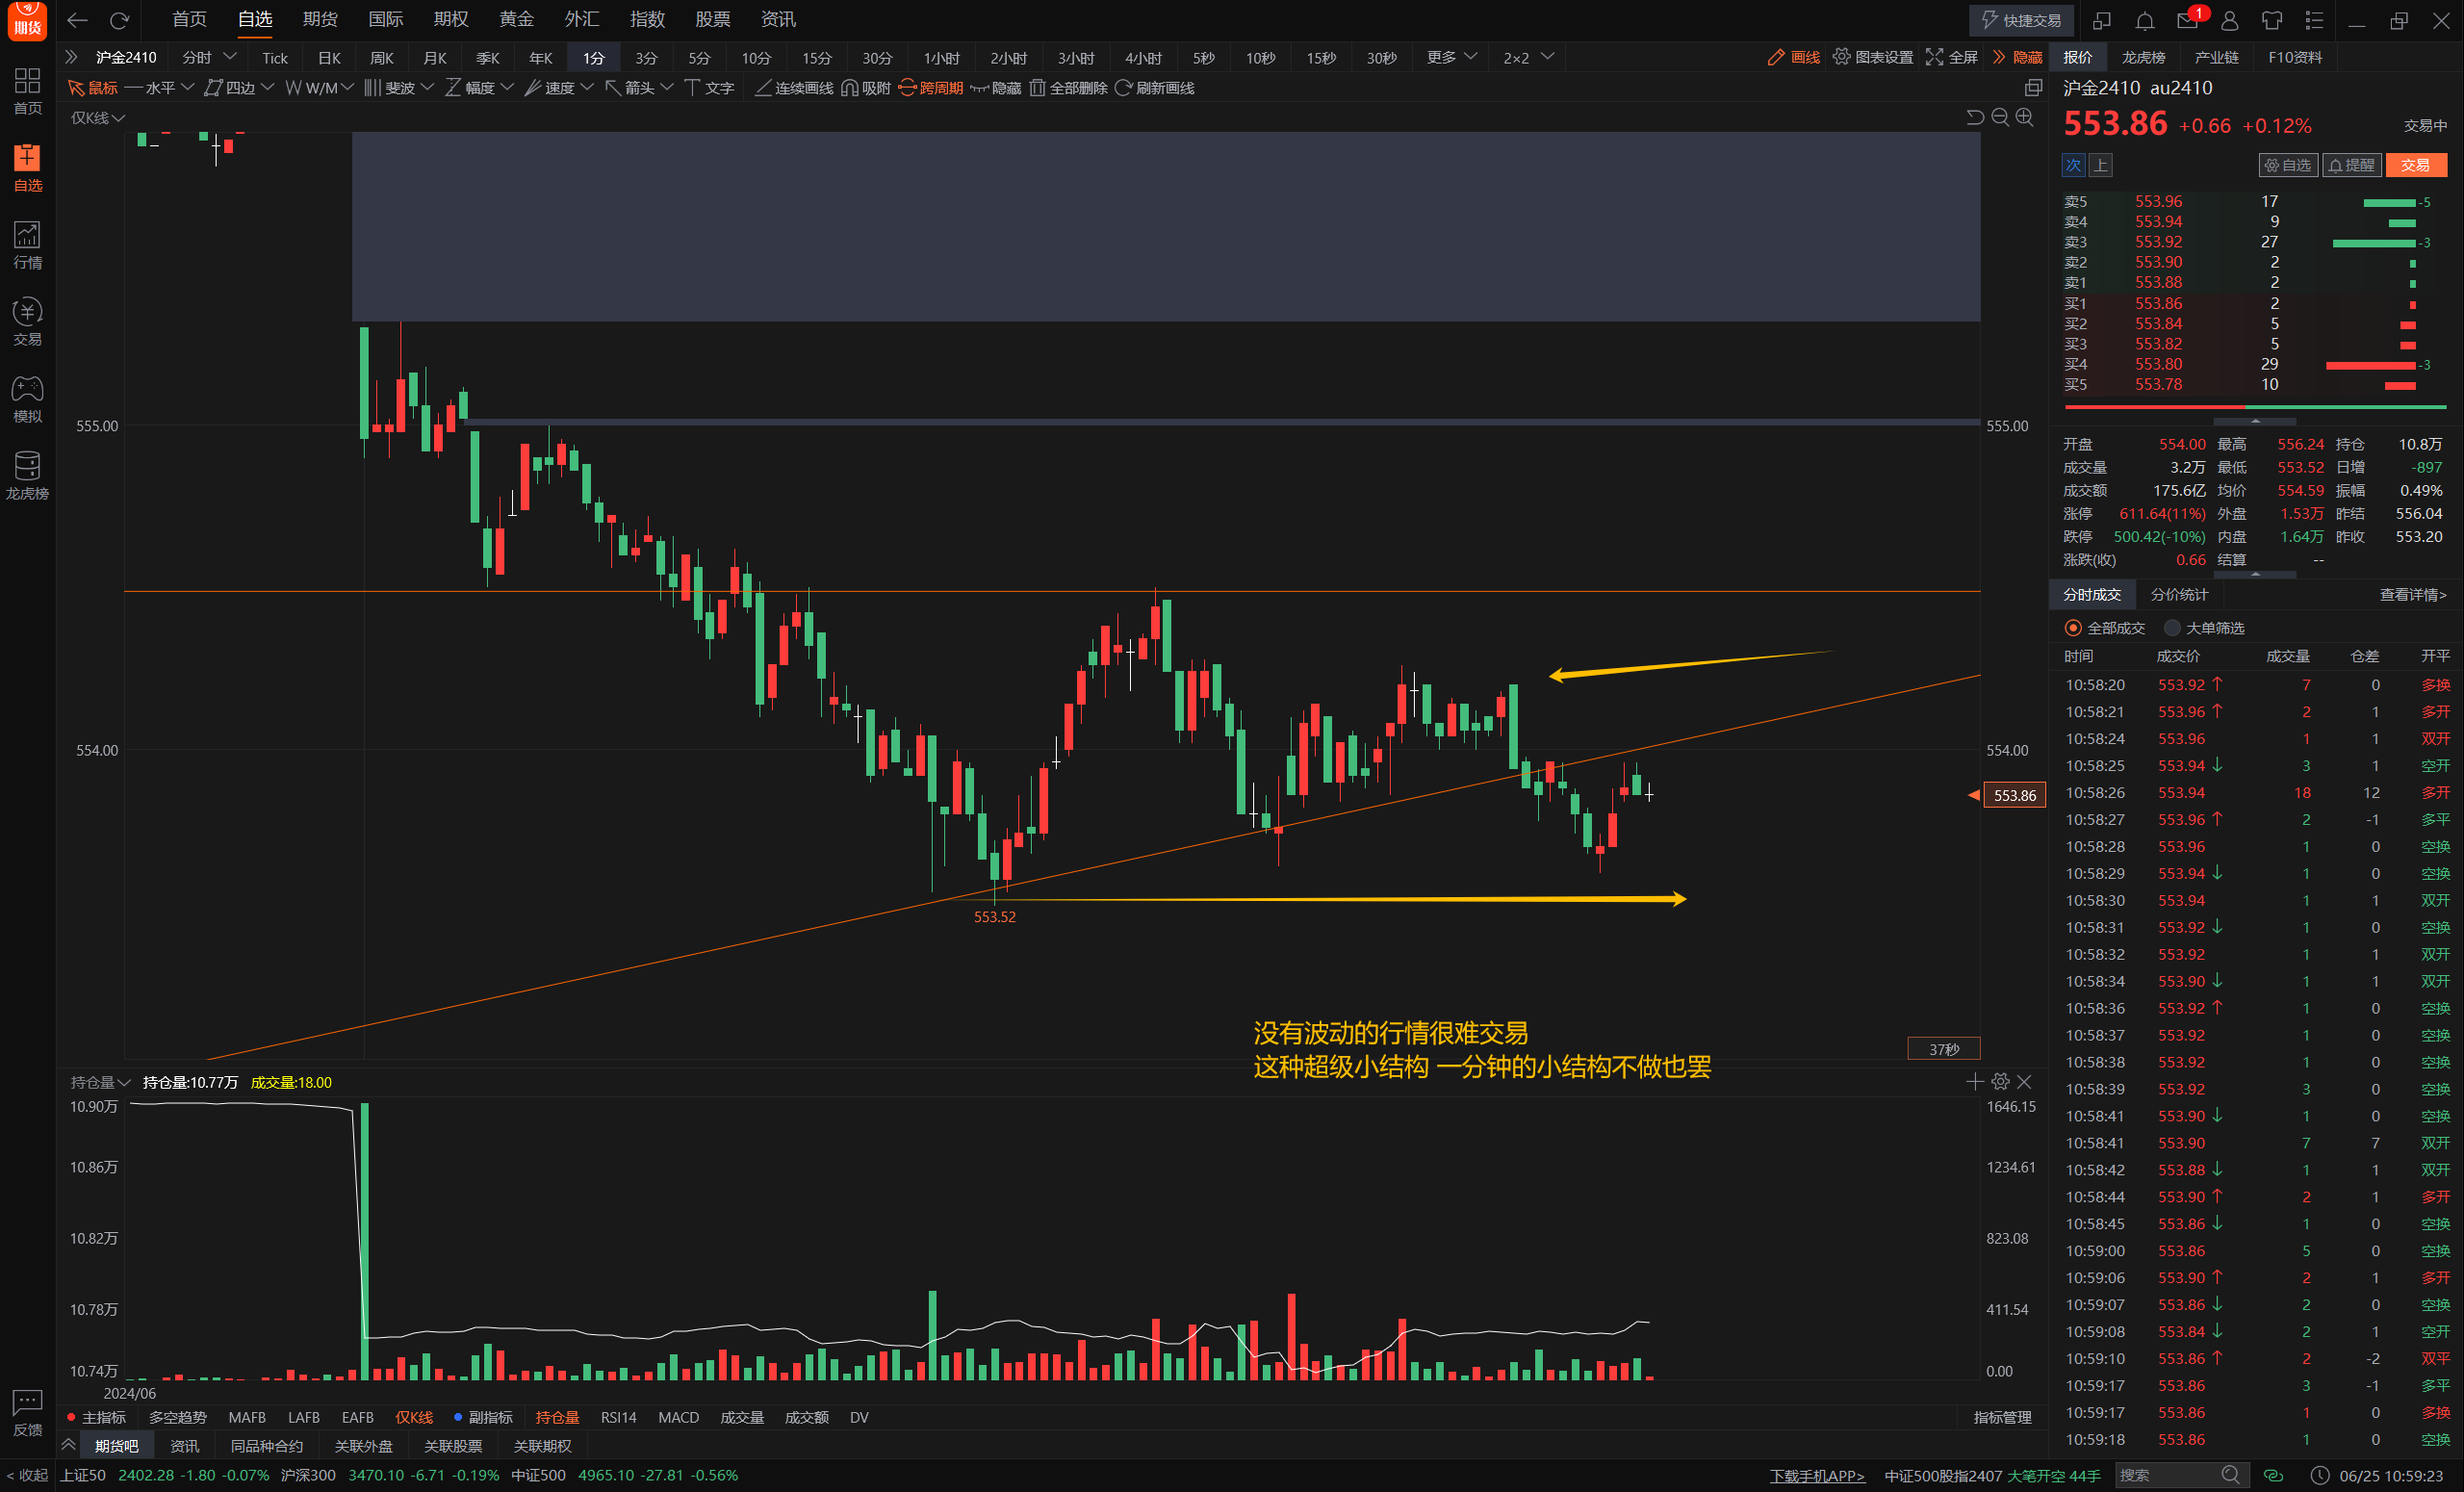 期货
首页 自选 期货 国际 期权 黄金 外汇 指数 股票 资讯
快捷交易 1
沪金2410 分时 Tick 日K 周K 月K 季K 年K 1分 3分 5分 10分 15分 30分 1小时 2小时 4小时 3小时 5秒 10秒 15秒 30秒 更多 2×2
画线 图表设置 全屏 隐藏
鼠标 水平 四边 W/M 斐波 幅度 速度 箭头 文字 连续画线 吸附 跨周期 隐藏 全部删除 刷新画线
仅K线
首页
自选
行情
交易
模拟
龙虎榜
反馈
555.00 555.00
554.00 554.00
553.86
553.52
没有波动的行情很难交易
这种超级小结构 一分钟的小结构不做也罢
37秒
持仓量 持仓量:10.77万 成交量:18.00
10.90万 1646.15
10.86万 1234.61
10.82万 823.08
10.78万 411.54
10.74万 0.00
2024/06
主指标 多空趋势 MAFB LAFB EAFB 仅K线 副指标 持仓量 RSI14 MACD 成交量 成交额 DV 指标管理
期货吧 资讯 同品种合约 关联外盘 关联股票 关联期权
报价 龙虎榜 产业链 F10资料
沪金2410 au2410
553.86 +0.66 +0.12% 交易中
次 上 自选 提醒 交易
卖5 553.96 17 -5
卖4 553.94 9
卖3 553.92 27 -3
卖2 553.90 2
卖1 553.88 2
买1 553.86 2
买2 553.84 5
买3 553.82 5
买4 553.80 29 -3
买5 553.78 10
开盘 554.00 最高 556.24 持仓 10.8万
成交量 3.2万 最低 553.52 日增 -897
成交额 175.6亿 均价 554.59 振幅 0.49%
涨停 611.64(11%) 外盘 1.53万 昨结 556.04
跌停 500.42(-10%) 内盘 1.64万 昨收 553.20
涨跌(收) 0.66 结算 --
分时成交 分价统计 查看详情>
全部成交 大单筛选
时间 成交价 成交量 仓差 开平
10:58:20 553.92 ↑ 7 0 多换
10:58:21 553.96 ↑ 2 1 多开
10:58:24 553.96 1 1 双开
10:58:25 553.94 ↓ 3 1 空开
10:58:26 553.94 18 12 多开
10:58:27 553.96 ↑ 2 -1 多平
10:58:28 553.96 1 0 空换
10:58:29 553.94 ↓ 1 0 空换
10:58:30 553.94 1 1 双开
10:58:31 553.92 ↓ 1 0 空换
10:58:32 553.92 1 1 双开
10:58:34 553.90 ↓ 1 1 双开
10:58:36 553.92 ↑ 1 0 空换
10:58:37 553.92 1 0 空换
10:58:38 553.92 1 0 空换
10:58:39 553.92 3 0 空换
10:58:41 553.90 ↓ 1 0 空换
10:58:41 553.90 7 7 双开
10:58:42 553.88 ↓ 1 1 双开
10:58:44 553.90 ↑ 2 1 多开
10:58:45 553.86 ↓ 1 0 空换
10:59:00 553.86 5 0 空换
10:59:06 553.90 ↑ 2 1 多开
10:59:07 553.86 ↓ 2 0 空换
10:59:08 553.84 ↓ 2 1 空开
10:59:10 553.86 ↑ 2 -2 双平
10:59:17 553.86 3 -1 多平
10:59:17 553.86 1 0 多换
10:59:18 553.86 1 0 空换
< 收起 上证50 2402.28 -1.80 -0.07% 沪深300 3470.10 -6.71 -0.19% 中证500 4965.10 -27.81 -0.56% 下载手机APP> 中证500股指2407 大笔开空 44手 搜索 06/25 10:59:23